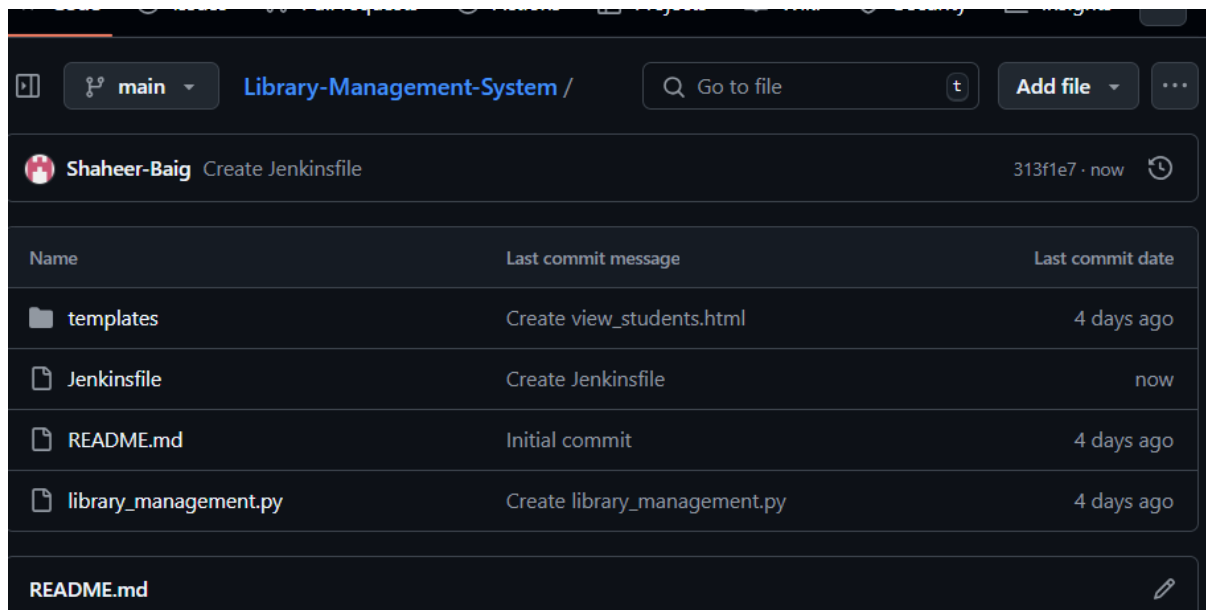 main
Library-Management-System /
Go to file
t
Add file
Shaheer-Baig Create Jenkinsfile
313f1e7 · now
Name Last commit message Last commit date
templates Create view_students.html 4 days ago
Jenkinsfile Create Jenkinsfile now
README.md Initial commit 4 days ago
library_management.py Create library_management.py 4 days ago
README.md